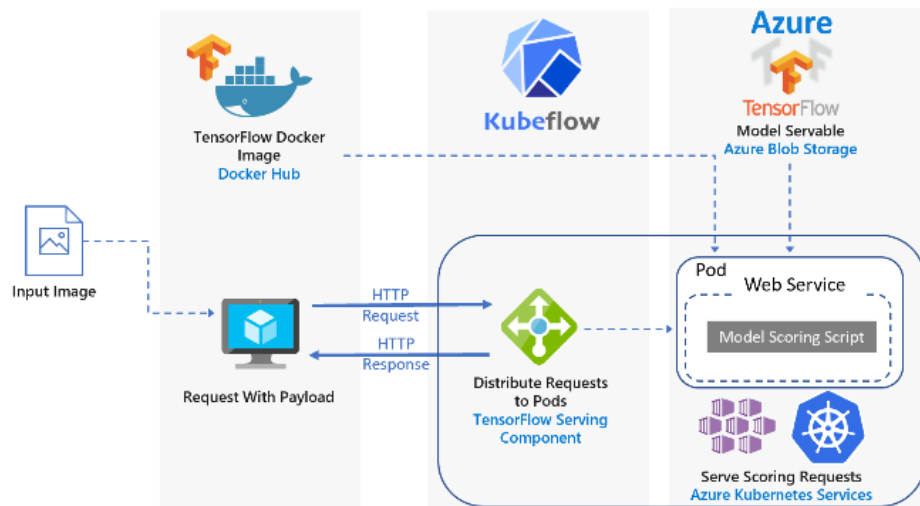 Azure
TensorFlow
Kubeflow
TensorFlow Docker
Image
Docker Hub
Model Servable
Azure Blob Storage
Input Image
HTTP
Request
HTTP
Response
Request With Payload
Distribute Requests
to Pods
TensorFlow Serving
Component
Pod
Web Service
Model Scoring Script
Serve Scoring Requests
Azure Kubernetes Services